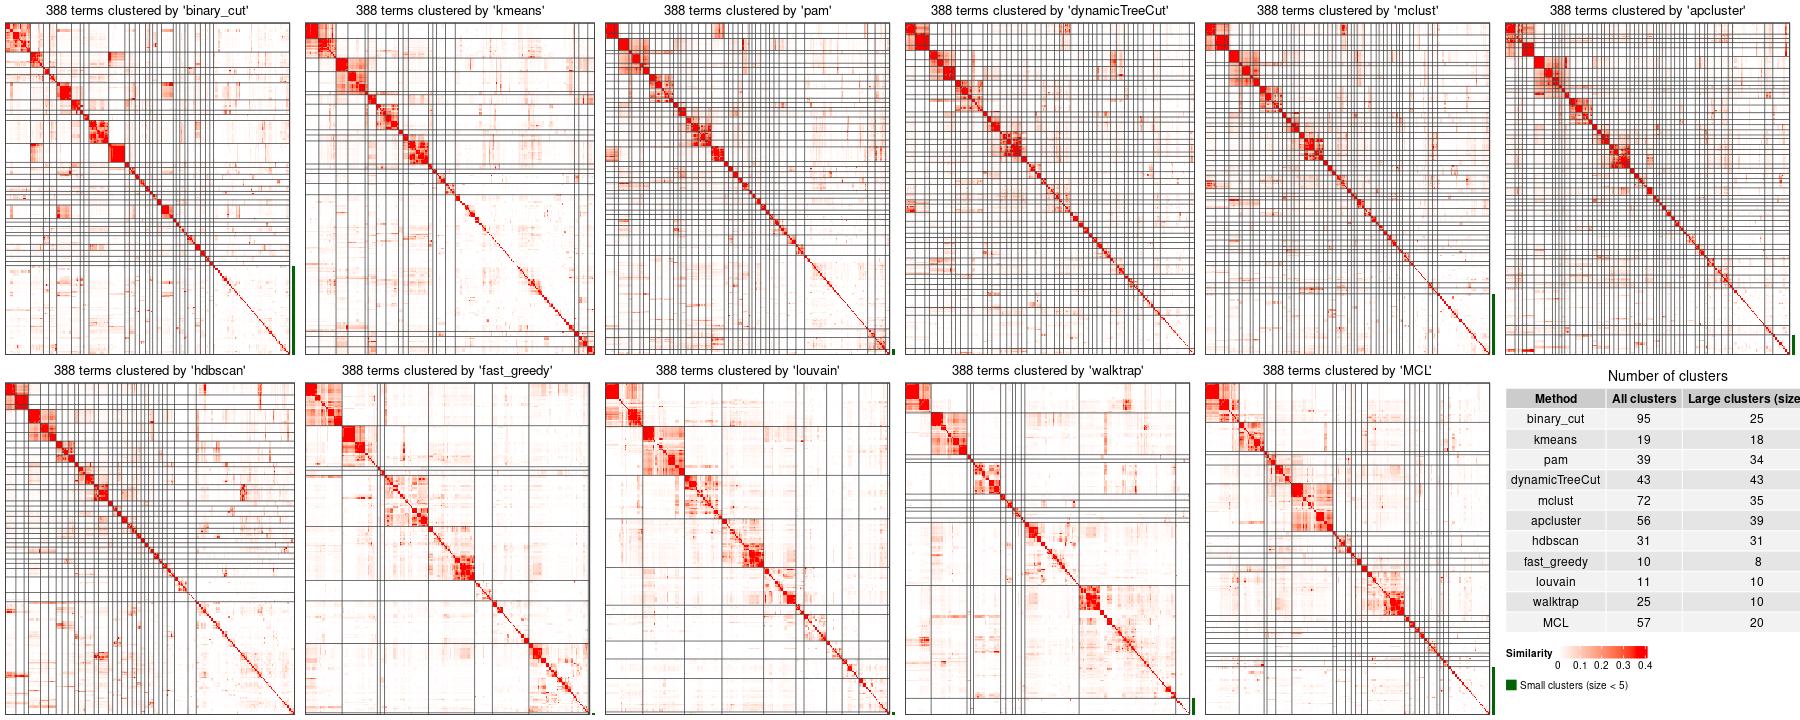 388 terms clustered by 'binary_cut'
388 terms clustered by 'kmeans'
388 terms clustered by 'pam'
388 terms clustered by 'dynamicTreeCut'
388 terms clustered by 'mclust'
388 terms clustered by 'apcluster'
388 terms clustered by 'hdbscan'
388 terms clustered by 'fast_greedy'
388 terms clustered by 'louvain'
388 terms clustered by 'walktrap'
388 terms clustered by 'MCL'
Number of clusters
Method All clusters Large clusters (size
binary_cut 95 25
kmeans 19 18
pam 39 34
dynamicTreeCut 43 43
mclust 72 35
apcluster 56 39
hdbscan 31 31
fast_greedy 10 8
louvain 11 10
walktrap 25 10
MCL 57 20
Similarity
0 0.1 0.2 0.3 0.4
Small clusters (size < 5)